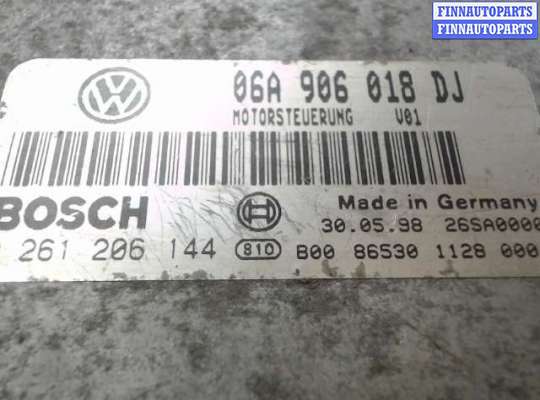 FINNAUTOPARTS
FINNAUTOPARTS
06A 906 018 DJ
MOTORSTEUERUNG V01
BOSCH
Made in Germany
30.05.98 26SA0000
261 206 144 810 B00 86530 1128 000